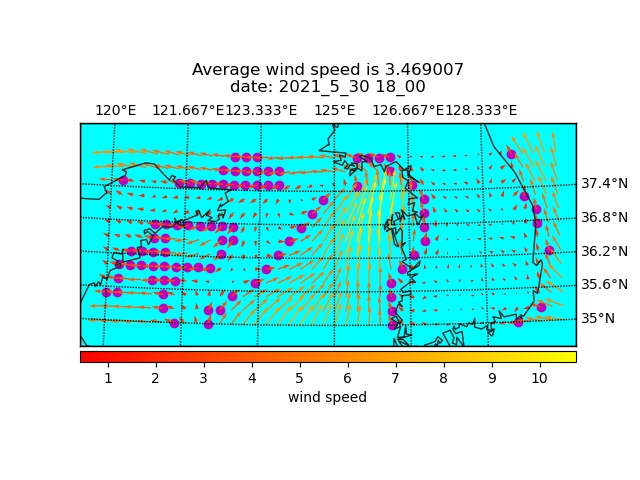 Average wind speed is 3.469007
date: 2021_5_30 18_00
120°E 121.667°E 123.333°E 125°E 126.667°E 128.333°E
37.4°N
36.8°N
36.2°N
35.6°N
35°N
1 2 3 4 5 6 7 8 9 10
wind speed